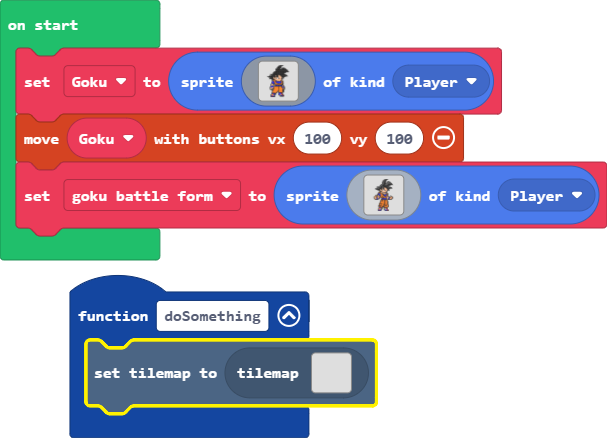 on start
set Goku to sprite of kind Player
move Goku with buttons vx 100 vy 100
set goku battle form to sprite of kind Player
function doSomething
set tilemap to tilemap